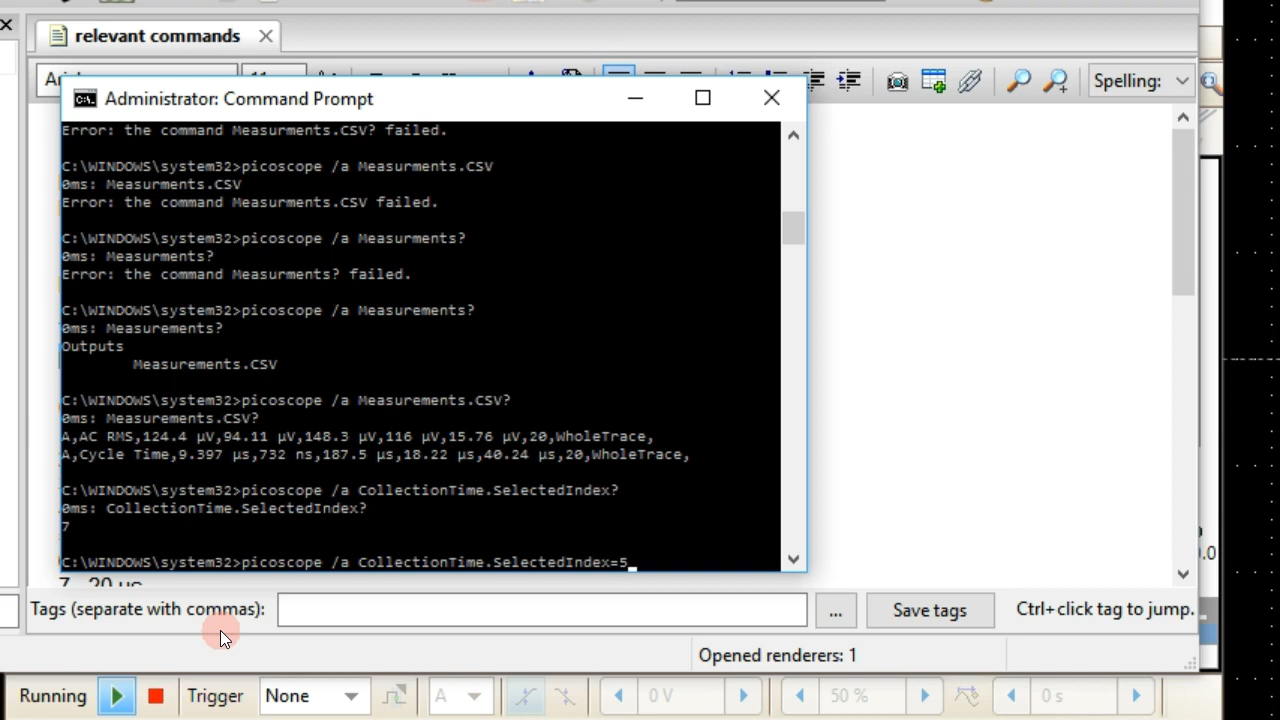 relevant commands
11
Spelling:
Administrator: Command Prompt
Error: the command Measurments.CSV? failed.
C:\WINDOWS\system32>picoscope /a Measurments.CSV
0ms: Measurments.CSV
Error: the command Measurments.CSV failed.
C:\WINDOWS\system32>picoscope /a Measurments?
0ms: Measurments?
Error: the command Measurments? failed.
C:\WINDOWS\system32>picoscope /a Measurements?
0ms: Measurements?
Outputs
Measurements.CSV
C:\WINDOWS\system32>picoscope /a Measurements.CSV?
0ms: Measurements.CSV?
A,AC RMS,124.4 µV,94.11 µV,148.3 µV,116 µV,15.76 µV,20,WholeTrace,
A,Cycle Time,9.397 µs,732 ns,187.5 µs,18.22 µs,40.24 µs,20,WholeTrace,
C:\WINDOWS\system32>picoscope /a CollectionTime.SelectedIndex?
0ms: CollectionTime.SelectedIndex?
7
C:\WINDOWS\system32>picoscope /a CollectionTime.SelectedIndex=5_
7 20 µs
Tags (separate with commas): ... Save tags Ctrl+click tag to jump.
Opened renderers: 1
Running Trigger None A 0 V 50 % 0 s